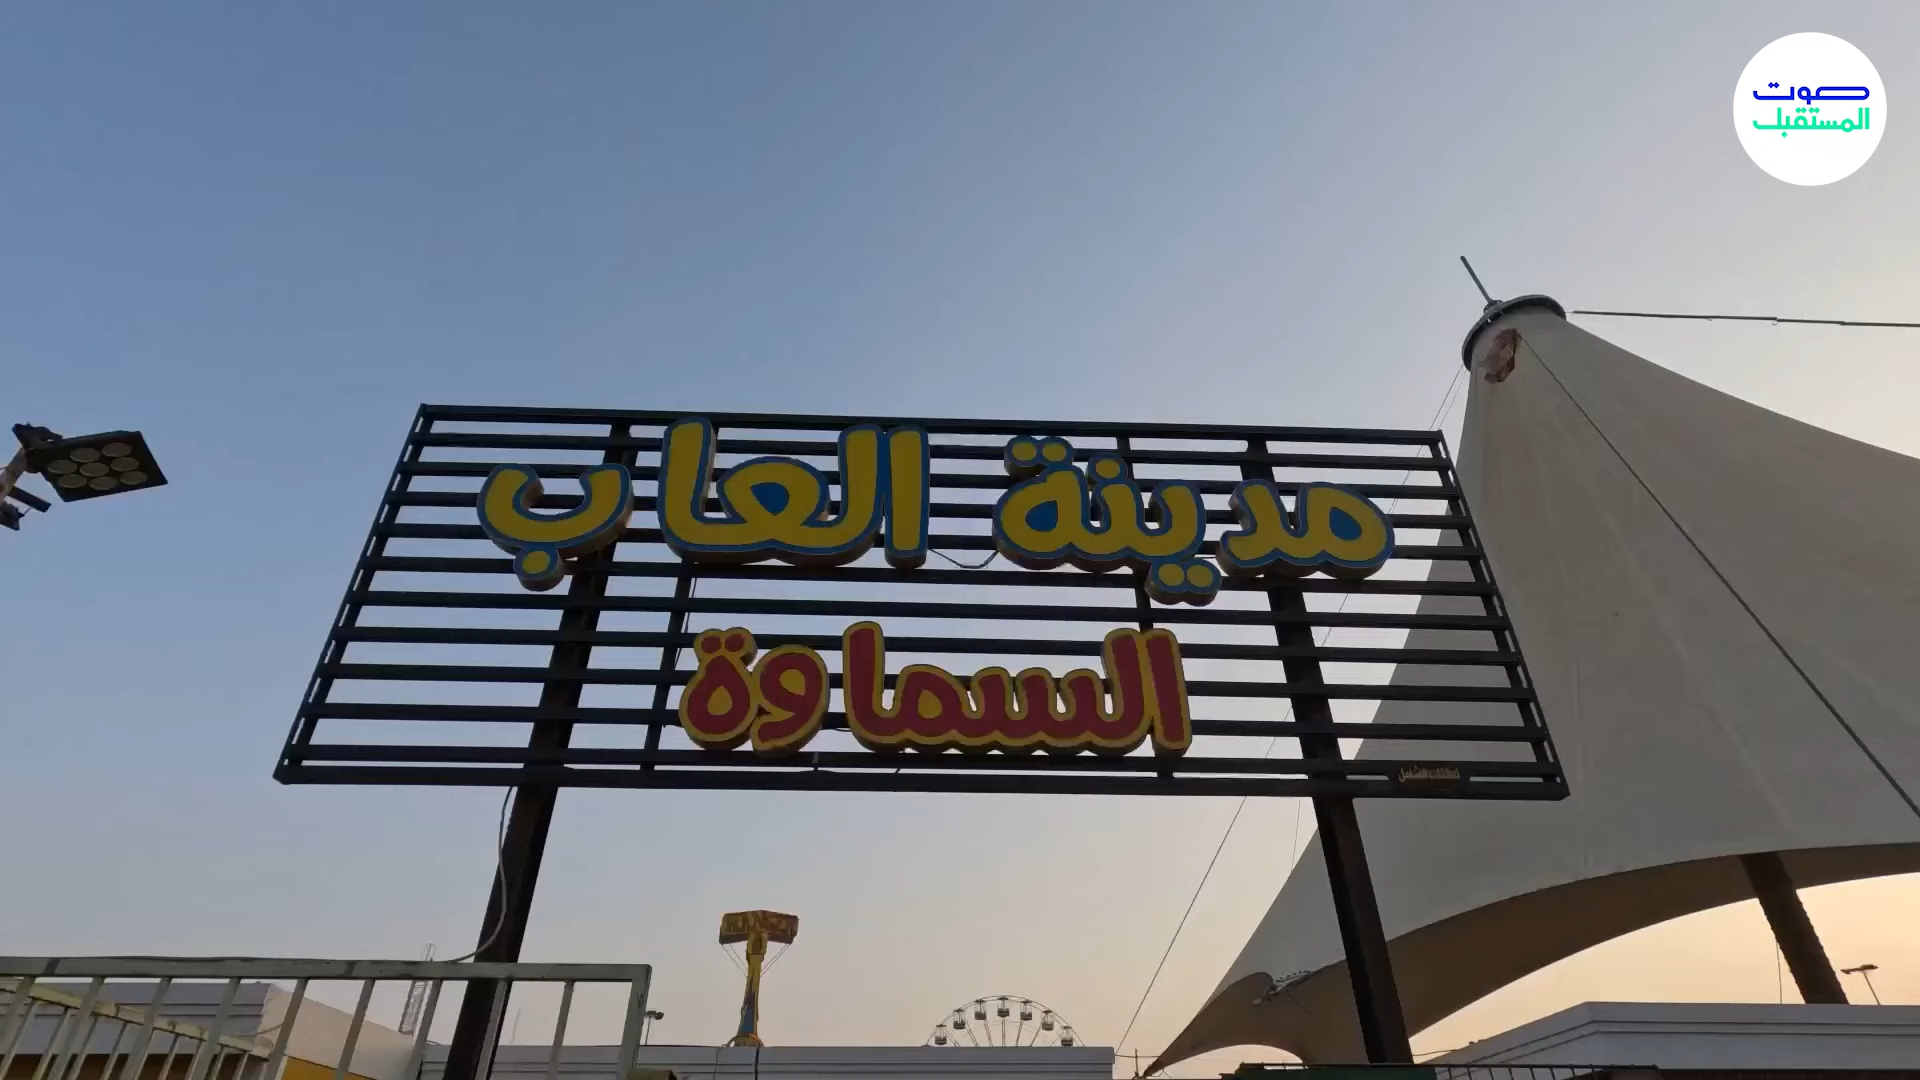 صوت
المستقبل
مدينة العاب
السماوة